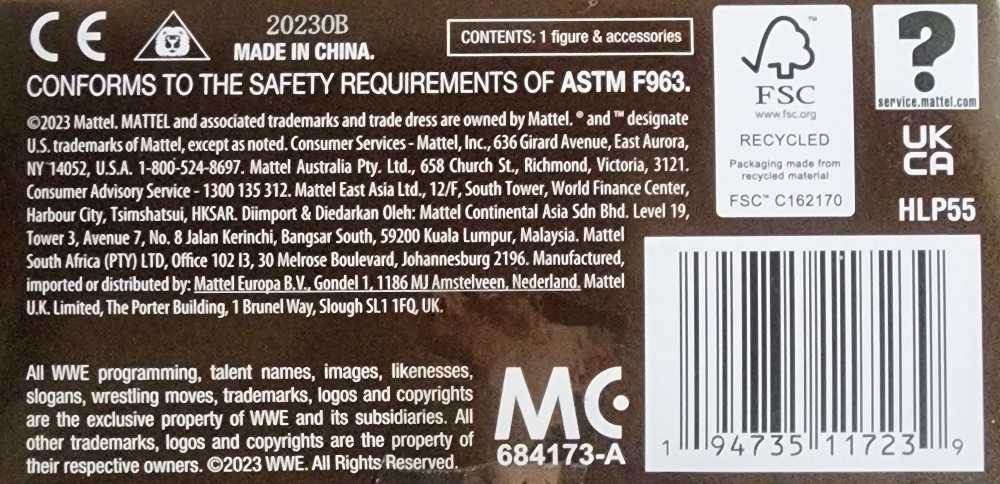 CE
20230B
MADE IN CHINA.
CONTENTS: 1 figure & accessories
CONFORMS TO THE SAFETY REQUIREMENTS OF ASTM F963.
©2023 Mattel. MATTEL and associated trademarks and trade dress are owned by Mattel. ® and ™ designate
U.S. trademarks of Mattel, except as noted. Consumer Services - Mattel, Inc., 636 Girard Avenue, East Aurora,
NY 14052, U.S.A. 1-800-524-8697. Mattel Australia Pty. Ltd., 658 Church St., Richmond, Victoria, 3121.
Consumer Advisory Service - 1300 135 312. Mattel East Asia Ltd., 12/F, South Tower, World Finance Center,
Harbour City, Tsimshatsui, HKSAR. Diimport & Diedarkan Oleh: Mattel Continental Asia Sdn Bhd. Level 19,
Tower 3, Avenue 7, No. 8 Jalan Kerinchi, Bangsar South, 59200 Kuala Lumpur, Malaysia. Mattel
South Africa (PTY) LTD, Office 102 I3, 30 Melrose Boulevard, Johannesburg 2196. Manufactured,
imported or distributed by: Mattel Europa B.V., Gondel 1, 1186 MJ Amstelveen, Nederland. Mattel
U.K. Limited, The Porter Building, 1 Brunel Way, Slough SL1 1FQ, UK.
All WWE programming, talent names, images, likenesses,
slogans, wrestling moves, trademarks, logos and copyrights
are the exclusive property of WWE and its subsidiaries. All
other trademarks, logos and copyrights are the property of
their respective owners. ©2023 WWE. All Rights Reserved.
MC
684173-A
FSC
™
www.fsc.org
RECYCLED
Packaging made from
recycled material
FSC™ C162170
?
service.mattel.com
UK
CA
HLP55
1 94735 11723 9